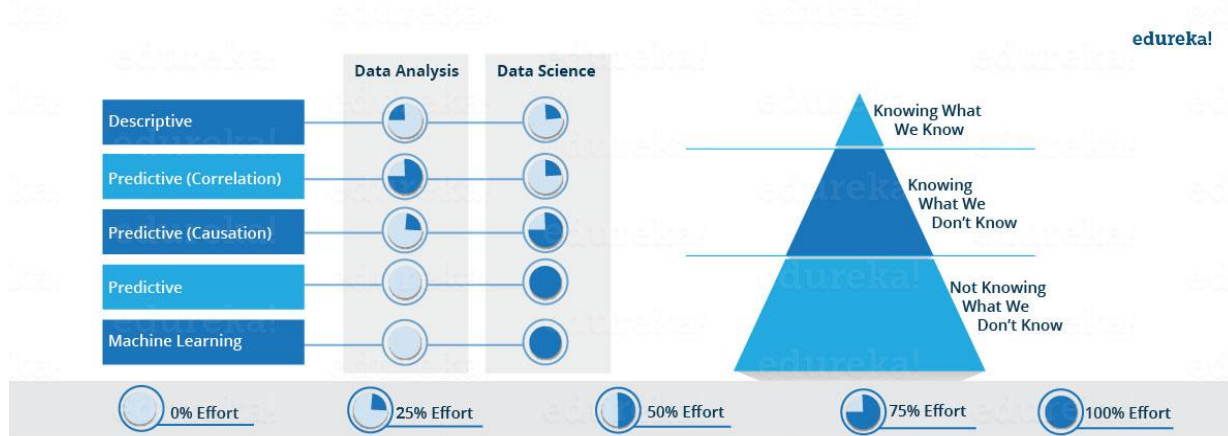 edureka!
Data Analysis
Data Science
Descriptive
Predictive (Correlation)
Predictive (Causation)
Predictive
Machine Learning
Knowing What
We Know
Knowing
What We
Don't Know
Not Knowing
What We
Don't Know
0% Effort
25% Effort
50% Effort
75% Effort
100% Effort